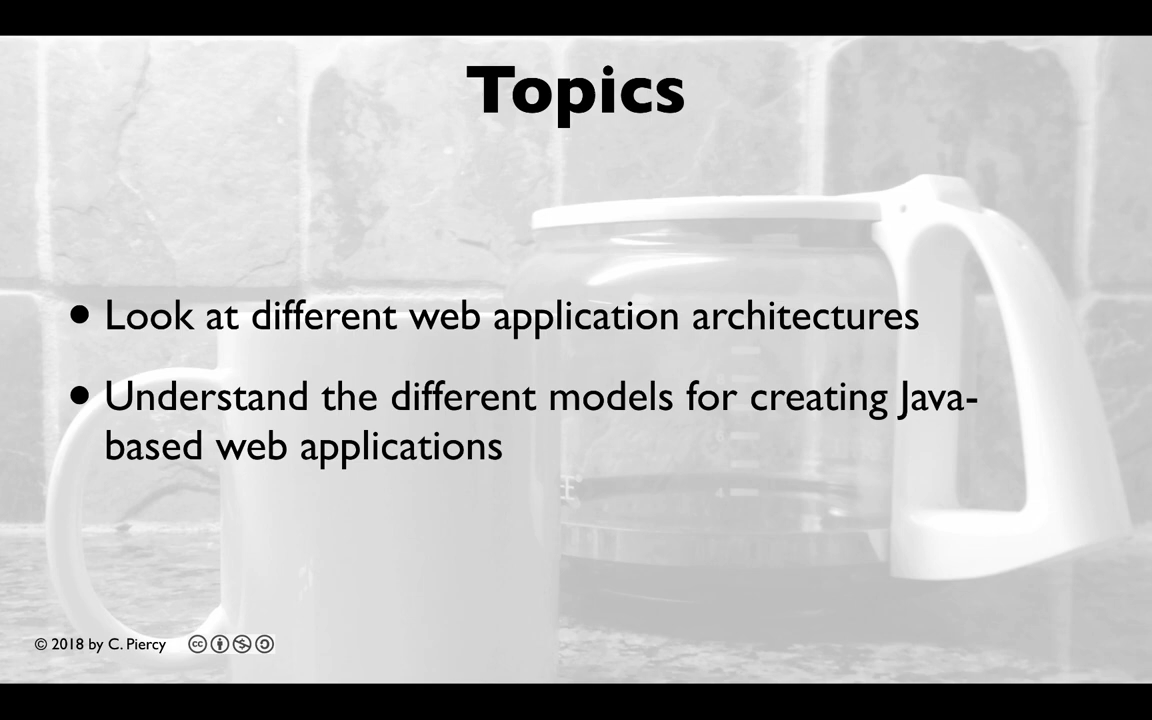 Topics
• Look at different web application architectures
• Understand the different models for creating Java-
based web applications
© 2018 by C. Piercy